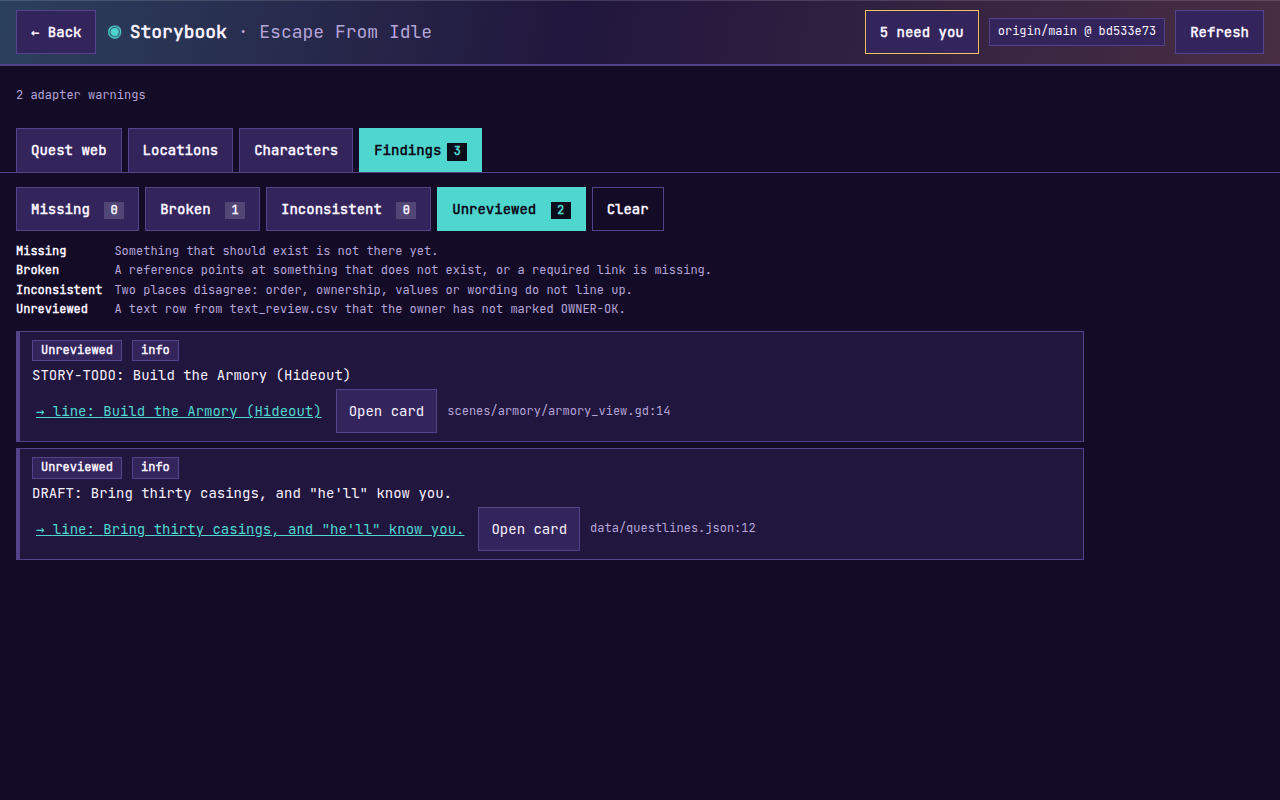 ← Back Storybook · Escape From Idle 5 need you origin/main @ bd533e73 Refresh
2 adapter warnings
Quest web Locations Characters Findings 3
Missing 0 Broken 1 Inconsistent 0 Unreviewed 2 Clear
Missing Something that should exist is not there yet.
Broken A reference points at something that does not exist, or a required link is missing.
Inconsistent Two places disagree: order, ownership, values or wording do not line up.
Unreviewed A text row from text_review.csv that the owner has not marked OWNER-OK.
Unreviewed info
STORY-TODO: Build the Armory (Hideout)
→ line: Build the Armory (Hideout) Open card scenes/armory/armory_view.gd:14
Unreviewed info
DRAFT: Bring thirty casings, and "he'll" know you.
→ line: Bring thirty casings, and "he'll" know you. Open card data/questlines.json:12